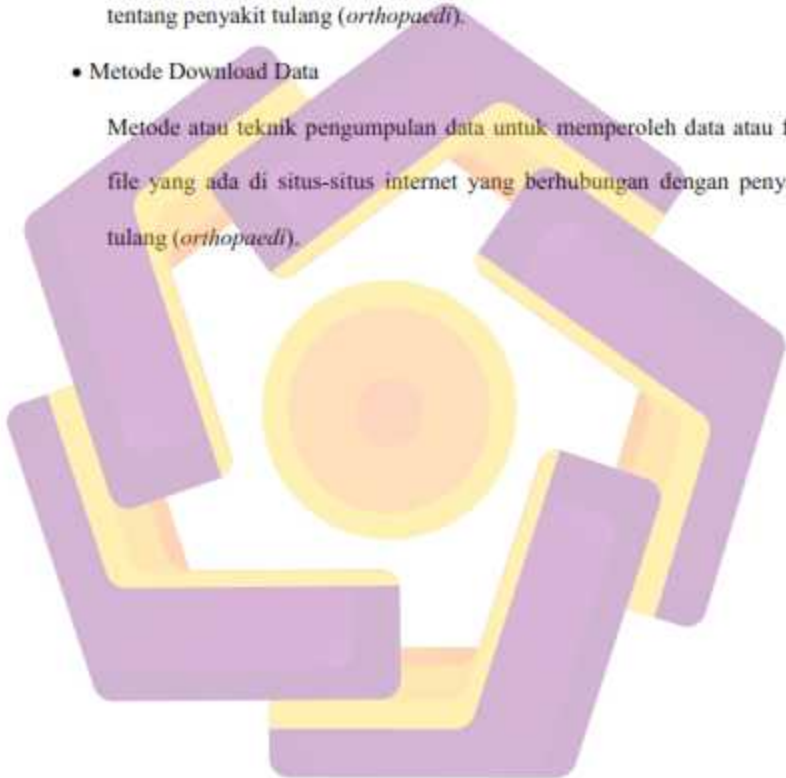 tentang penyakit tulang (orthopaedi).
• Metode Download Data
Metode atau teknik pengumpulan data untuk memperoleh data atau
file yang ada di situs-situs internet yang berhubungan dengan
tulang (orthopaedi).